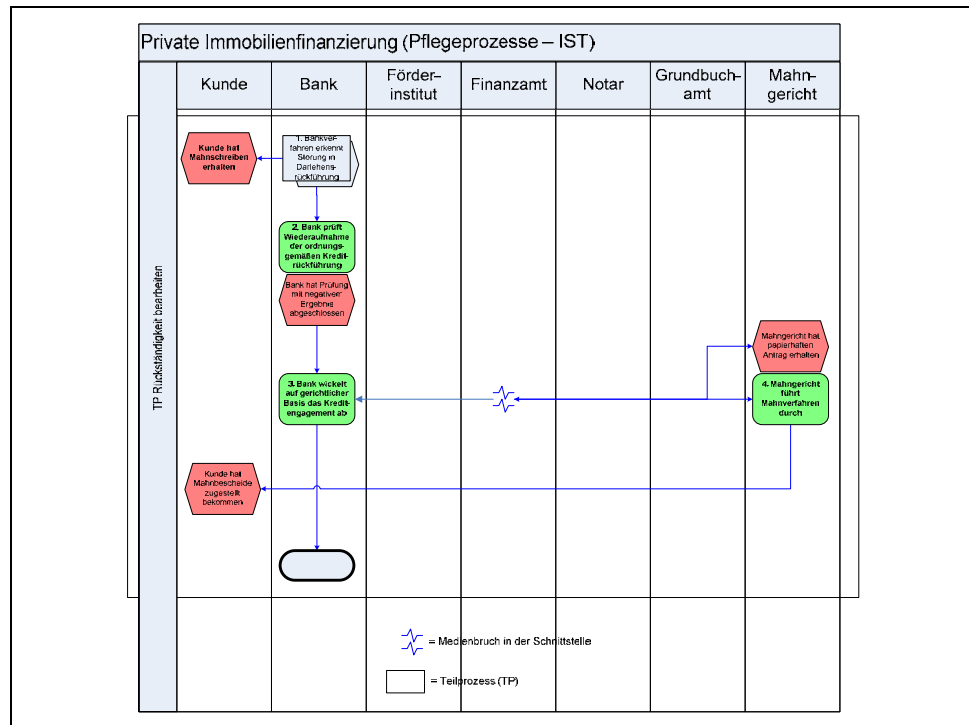 Private Immobilienfinanzierung (Pflegeprozesse – IST)
Kunde
Bank
Förder–
institut
Finanzamt
Notar
Grundbuch–
amt
Mahn–
gericht
TP Rückständigkeit bearbeiten
Kunde hat
Mahnschreiben
erhalten
1. Bankver–
fahren erkennt
Störung in
Darlehens–
rückführung
2. Bank prüft
Wiederaufnahme
der ordnungs–
gemäßen Kredit–
rückführung
Bank hat Prüfung
mit negativem
Ergebnis
abgeschlossen
Mahngericht hat
papierhaften
Antrag erhalten
3. Bank wickelt
auf gerichtlicher
Basis das Kredit–
engagement ab
4. Mahngericht
führt
Mahnverfahren
durch
Kunde hat
Mahnbescheide
zugestellt
bekommen
= Medienbruch in der Schnittstelle
= Teilprozess (TP)